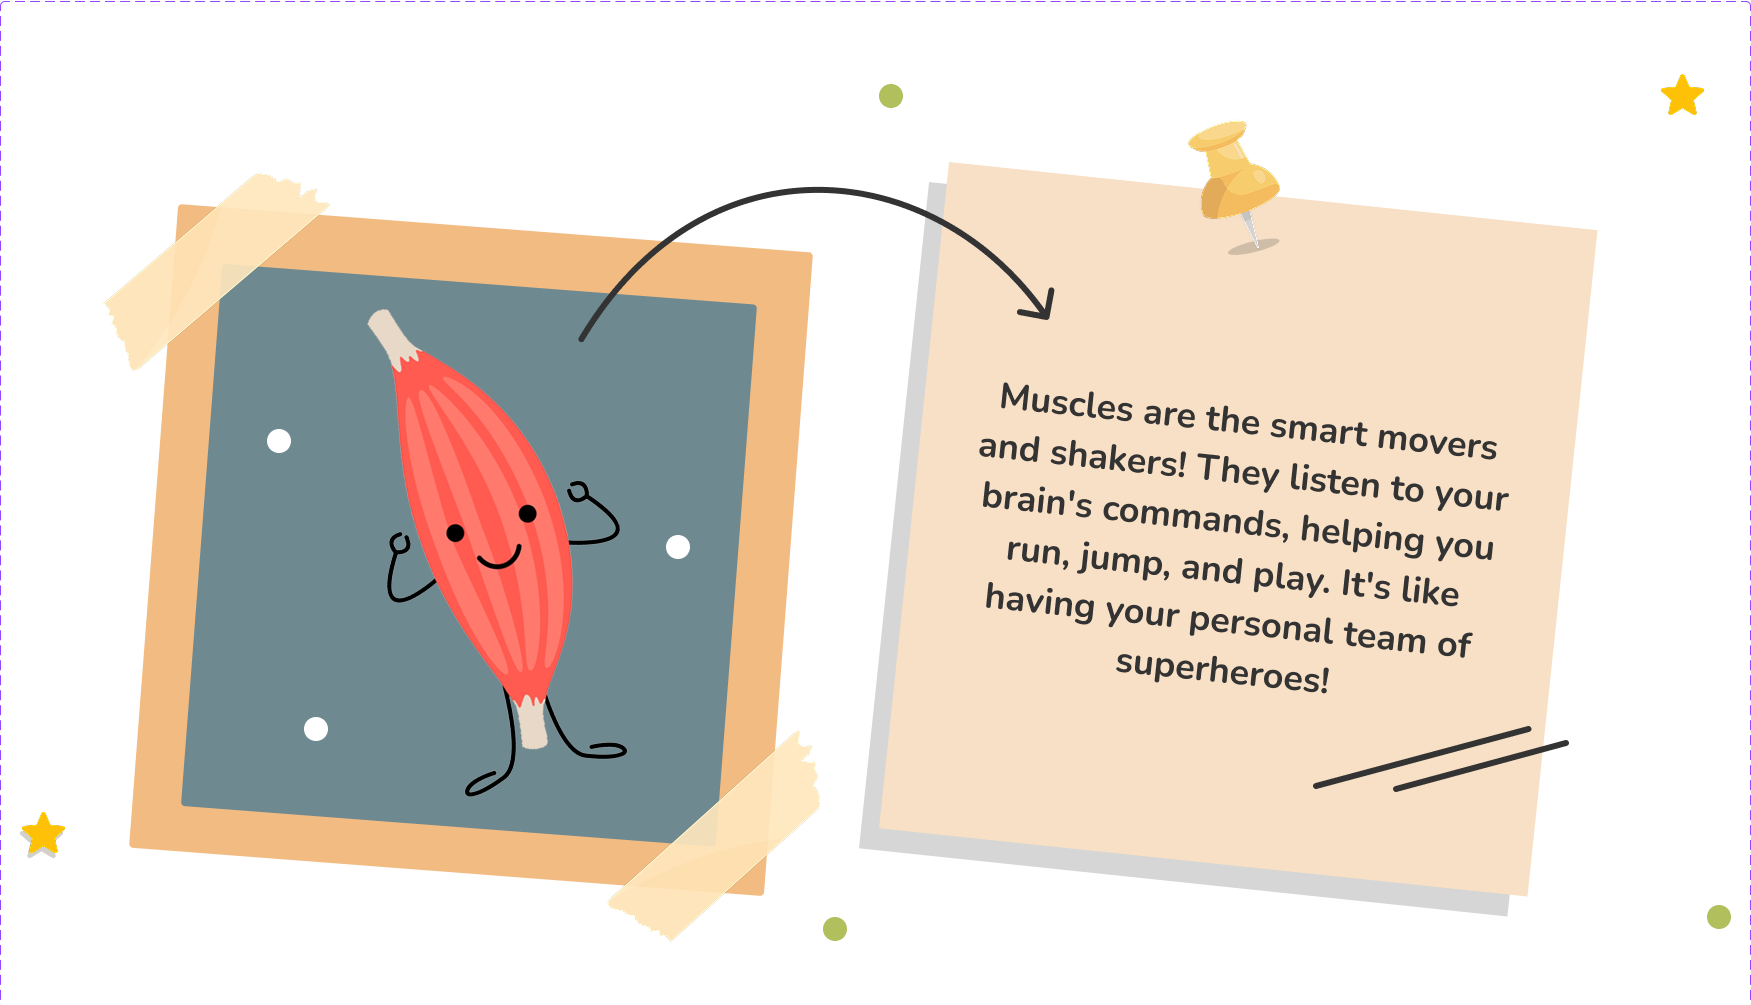 Muscles are the smart movers
and shakers! They listen to your
brain's commands, helping you
run, jump, and play. It's like
having your personal team of
superheroes!